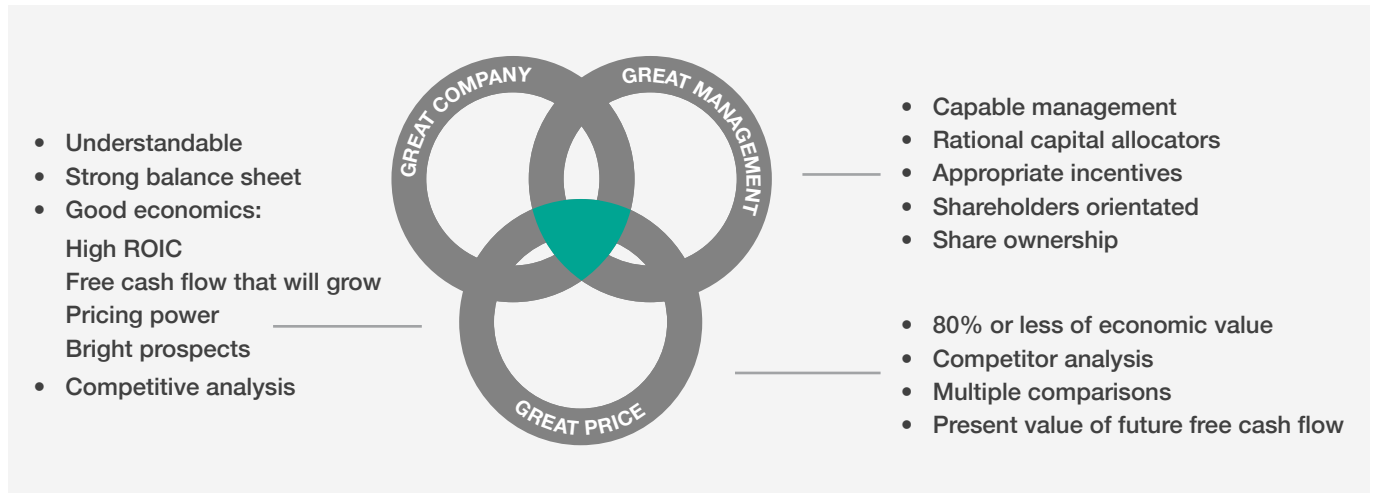 GREAT COMPANY
GREAT MANAGEMENT
GREAT PRICE
• Understandable
• Strong balance sheet
• Good economics:
High ROIC
Free cash flow that will grow
Pricing power
Bright prospects
• Competitive analysis
• Capable management
• Rational capital allocators
• Appropriate incentives
• Shareholders orientated
• Share ownership
• 80% or less of economic value
• Competitor analysis
• Multiple comparisons
• Present value of future free cash flow